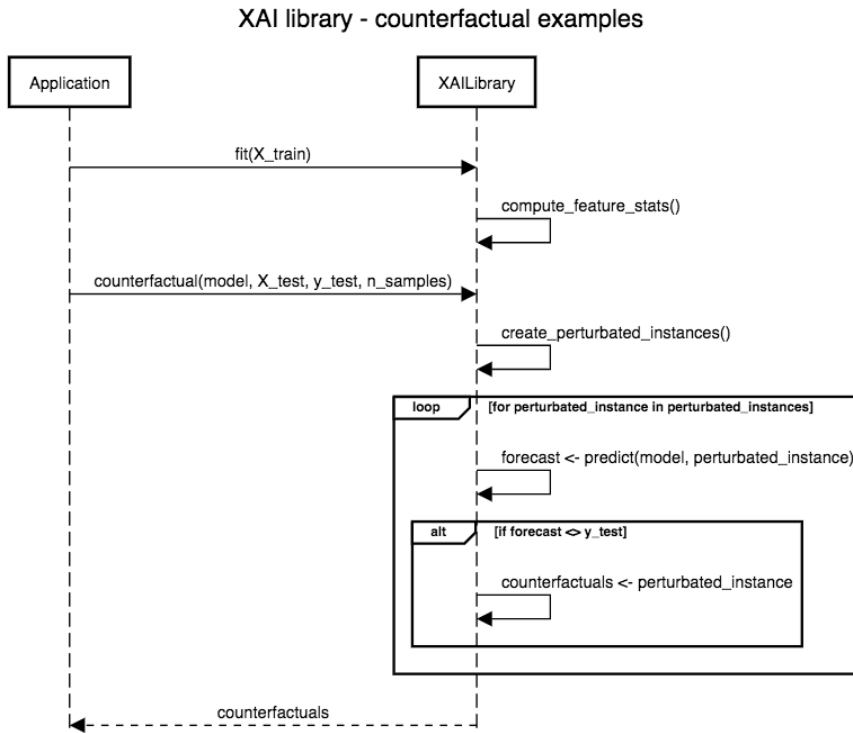 XAI library - counterfactual examples
Application
XAILibrary
fit(X_train)
compute_feature_stats()
counterfactual(model, X_test, y_test, n_samples)
create_perturbated_instances()
loop [for perturbated_instance in perturbated_instances]
forecast <- predict(model, perturbated_instance)
alt [if forecast <> y_test]
counterfactuals <- perturbated_instance
counterfactuals